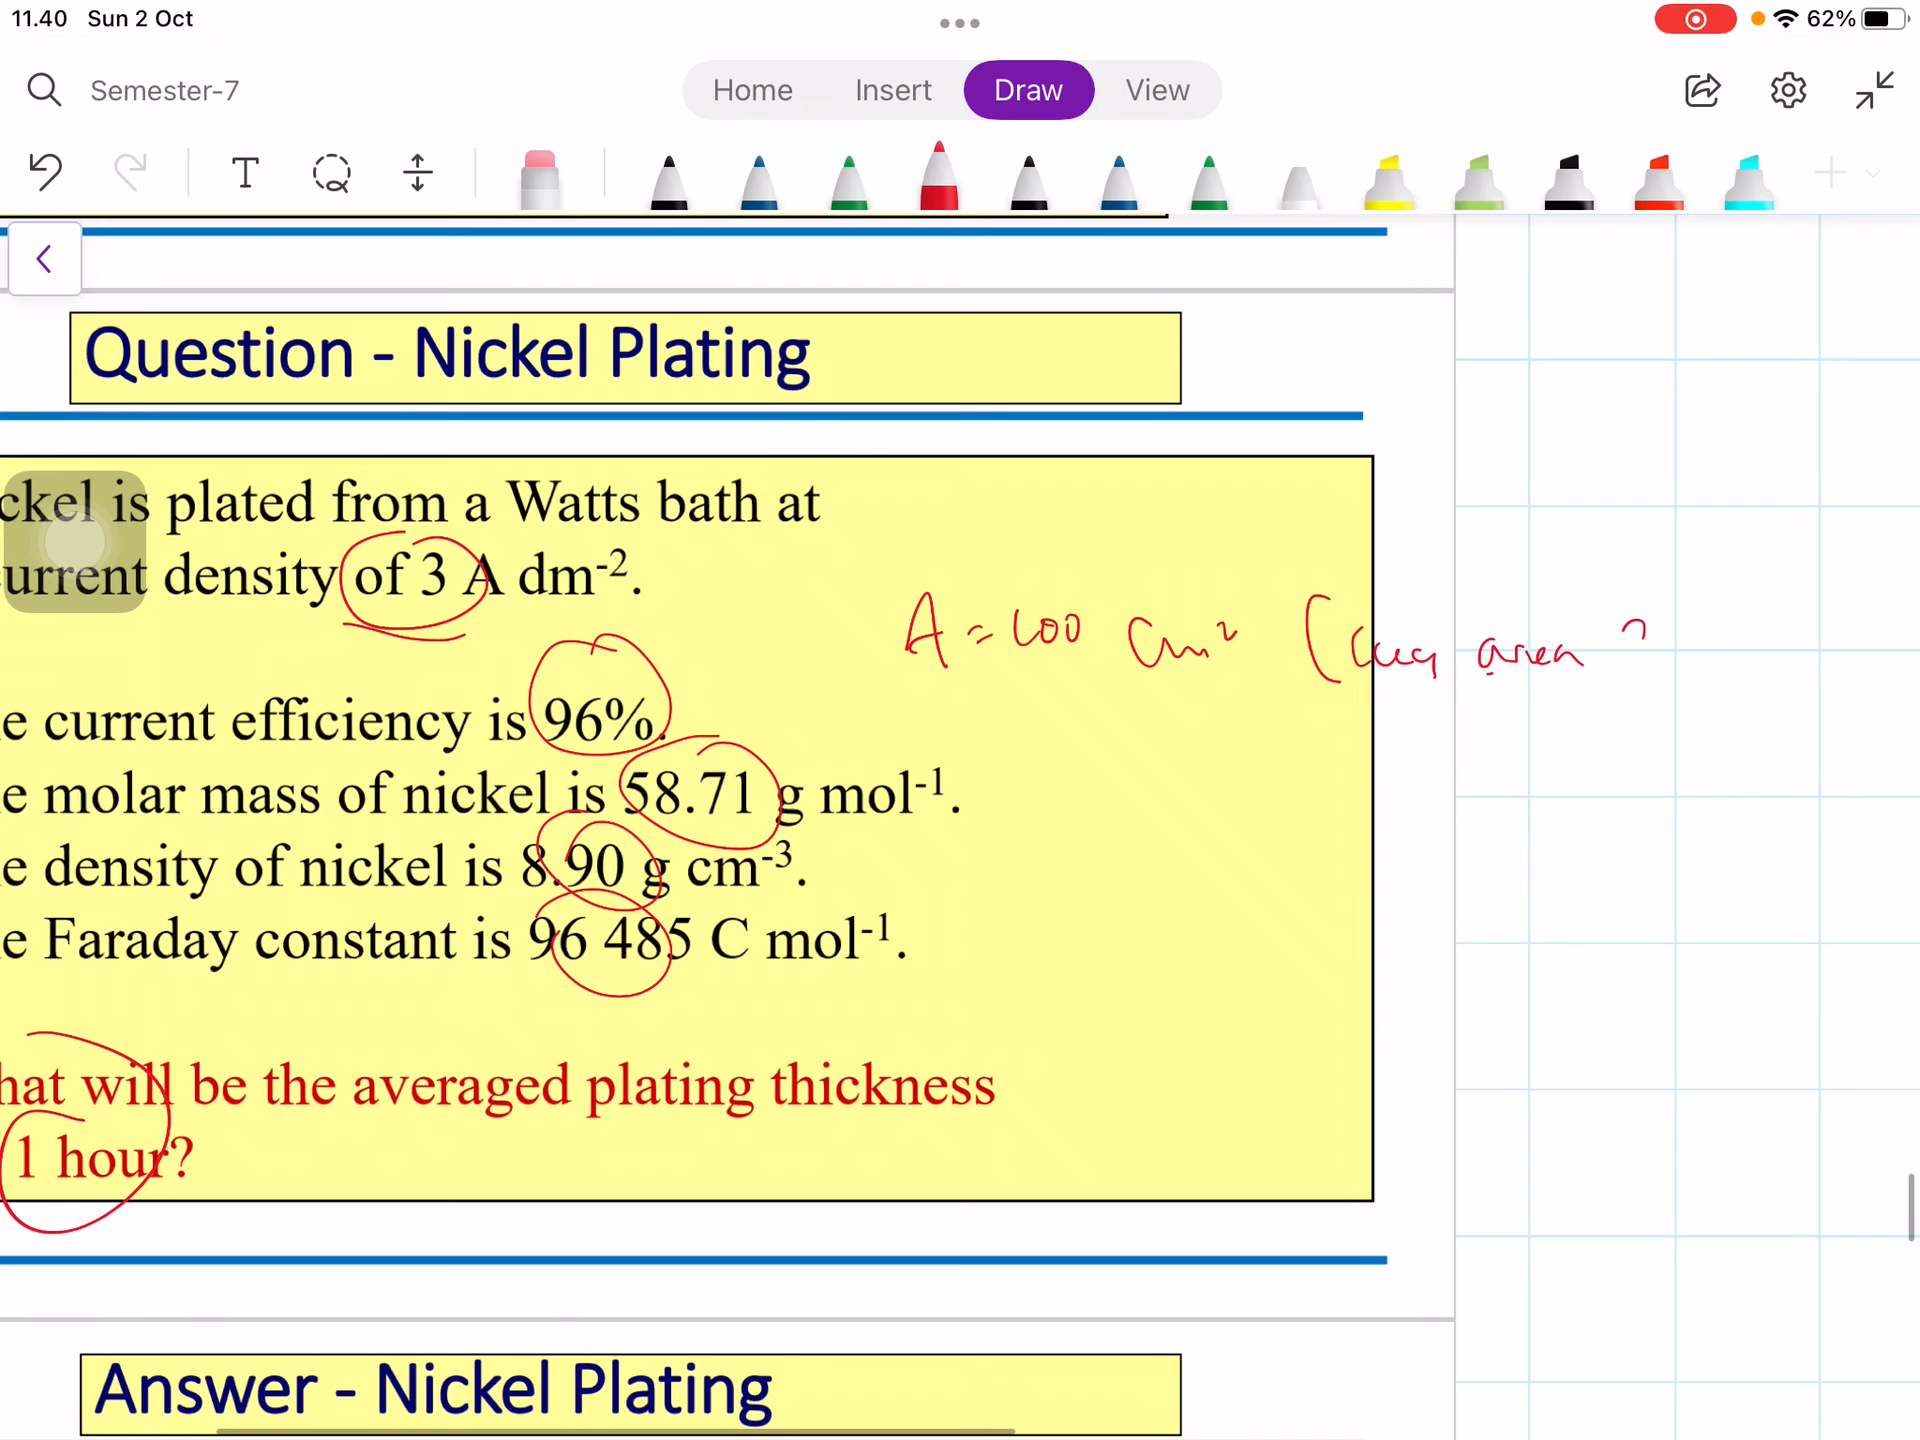 11.40 Sun 2 Oct
62%
Semester-7
Home Insert Draw View
T
Question - Nickel Plating
ckel is plated from a Watts bath at
urrent density of 3 A dm-2.
A = 100 cm² ( area
e current efficiency is 96%.
e molar mass of nickel is 58.71 g mol-1.
e density of nickel is 8.90 g cm-3.
e Faraday constant is 96 485 C mol-1.
hat will be the averaged plating thickness
1 hour?
Answer - Nickel Plating